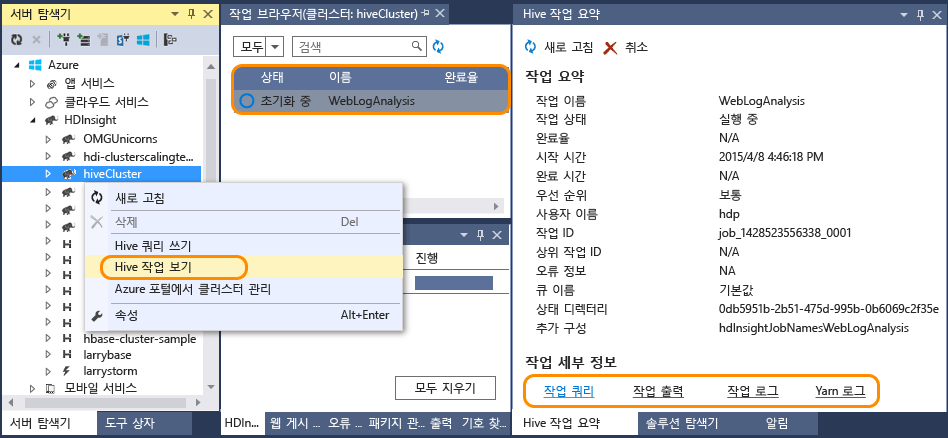 서버 탐색기
Azure
앱 서비스
클라우드 서비스
HDInsight
OMGUnicorns
hdi-clusterscalingte...
hiveCluster
새로 고침
삭제 Del
Hive 쿼리 쓰기
Hive 작업 보기
Azure 포털에서 클러스터 관리
속성 Alt+Enter
hbase-cluster-sample
larrybase
larrystorm
모바일 서비스
서버 탐색기 도구 상자
작업 브라우저(클러스터: hiveCluster)
모두 검색
상태 이름 완료율
초기화 중 WebLogAnalysis
진행
모두 지우기
HDIn... 웹 게시 ... 오류 ... 패키지 관... 출력 기호 찾...
Hive 작업 요약
새로 고침 취소
작업 요약
작업 이름 WebLogAnalysis
작업 상태 실행 중
완료율 N/A
시작 시간 2015/4/8 4:46:18 PM
완료 시간 N/A
우선 순위 보통
사용자 이름 hdp
작업 ID job_1428523556338_0001
상위 작업 ID N/A
오류 정보 NA
큐 이름 기본값
상태 디렉터리 0db5951b-2b51-475d-995b-0b6069c2f35e
추가 구성 hdInsightJobNamesWebLogAnalysis
작업 세부 정보
작업 쿼리 작업 출력 작업 로그 Yarn 로그
Hive 작업 요약 솔루션 탐색기 알림